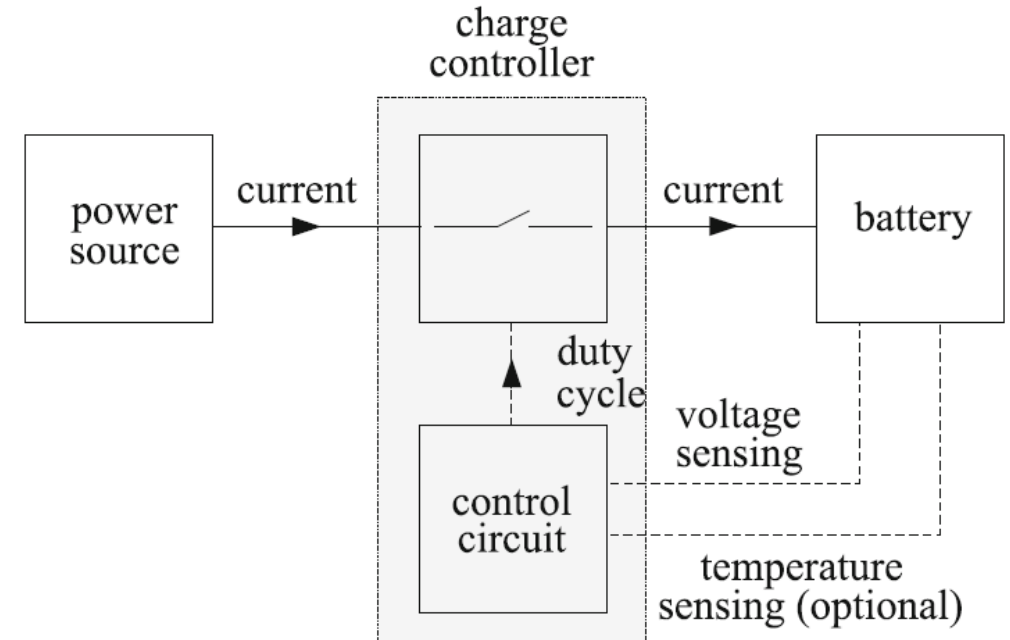 charge
controller
power
source
current
current
battery
duty
cycle
voltage
sensing
control
circuit
temperature
sensing (optional)